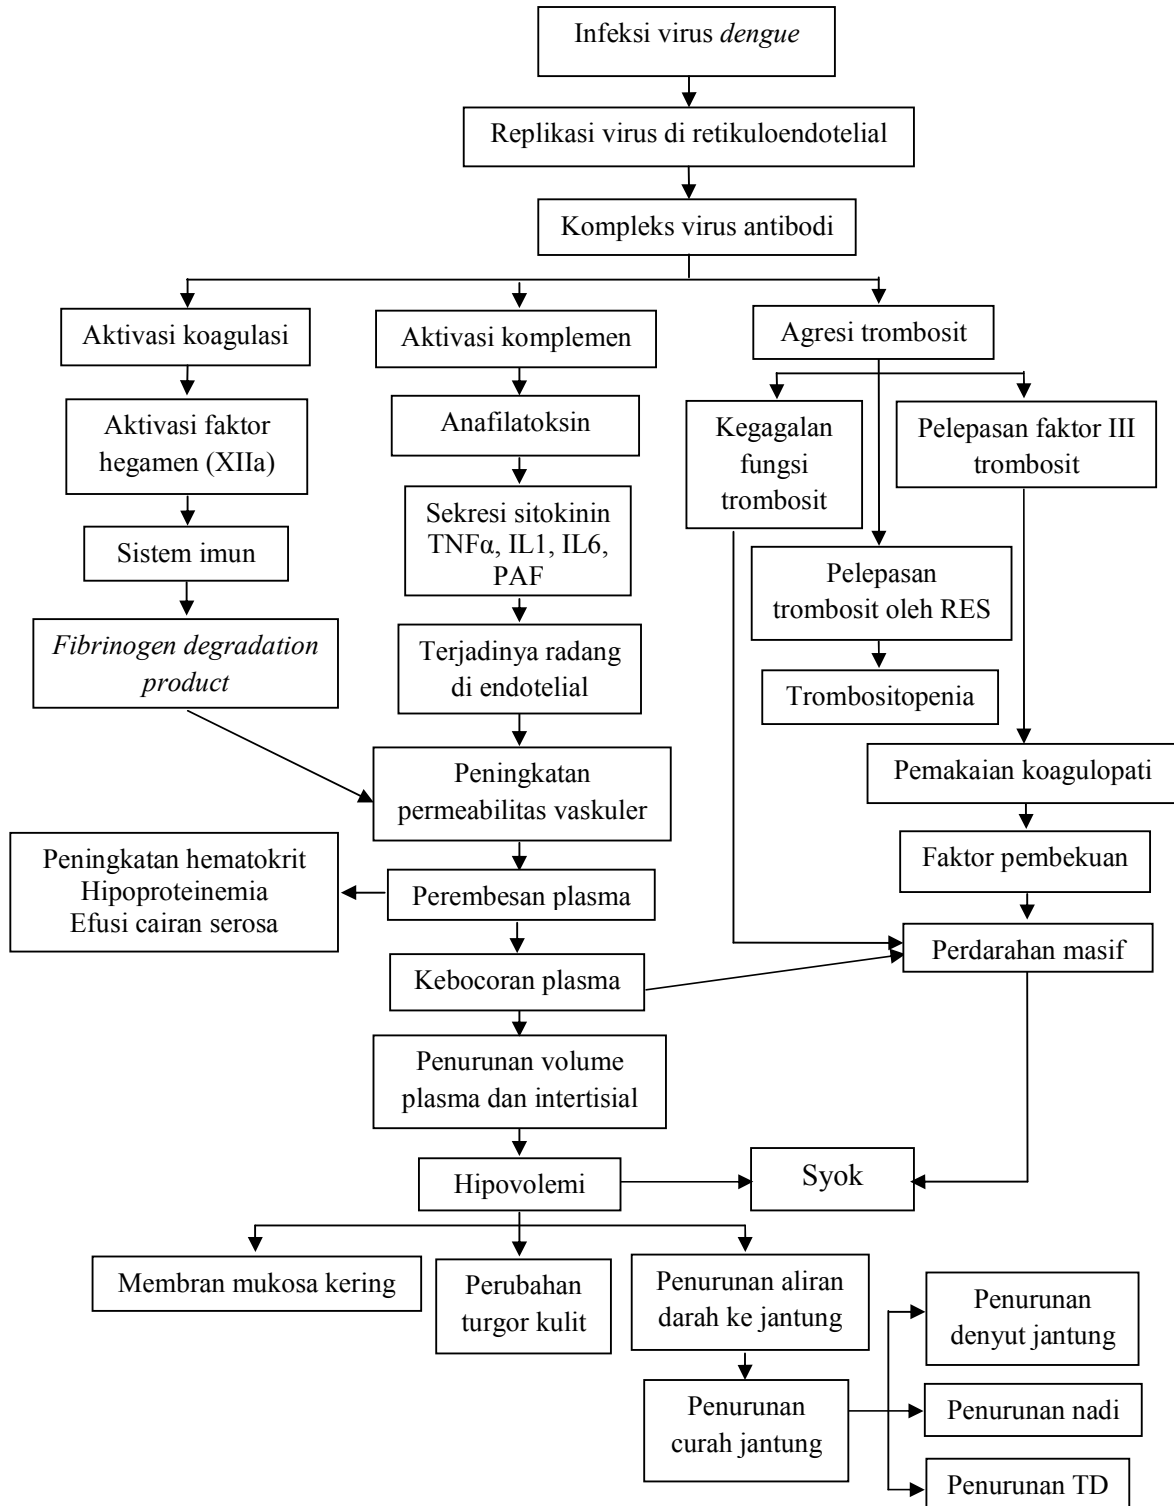 Infeksi virus dengue
Replikasi virus di retikuloendotelial
Kompleks virus antibodi
Aktivasi koagulasi
Aktivasi komplemen
Agresi trombosit
Aktivasi faktor
hegamen (XIIa)
Anafilatoksin
Kegagalan
fungsi
trombosit
Pelepasan faktor III
trombosit
Sistem imun
Sekresi sitokinin
TNFα, IL1, IL6,
PAF
Pelepasan
trombosit oleh RES
Fibrinogen degradation
product
Terjadinya radang
di endotelial
Trombositopenia
Peningkatan
permeabilitas vaskuler
Pemakaian koagulopati
Peningkatan hematokrit
Hipoproteinemia
Efusi cairan serosa
Perembesan plasma
Faktor pembekuan
Kebocoran plasma
Perdarahan masif
Penurunan volume
plasma dan intertisial
Hipovolemi
Syok
Membran mukosa kering
Perubahan
turgor kulit
Penurunan aliran
darah ke jantung
Penurunan
denyut jantung
Penurunan
curah jantung
Penurunan nadi
Penurunan TD